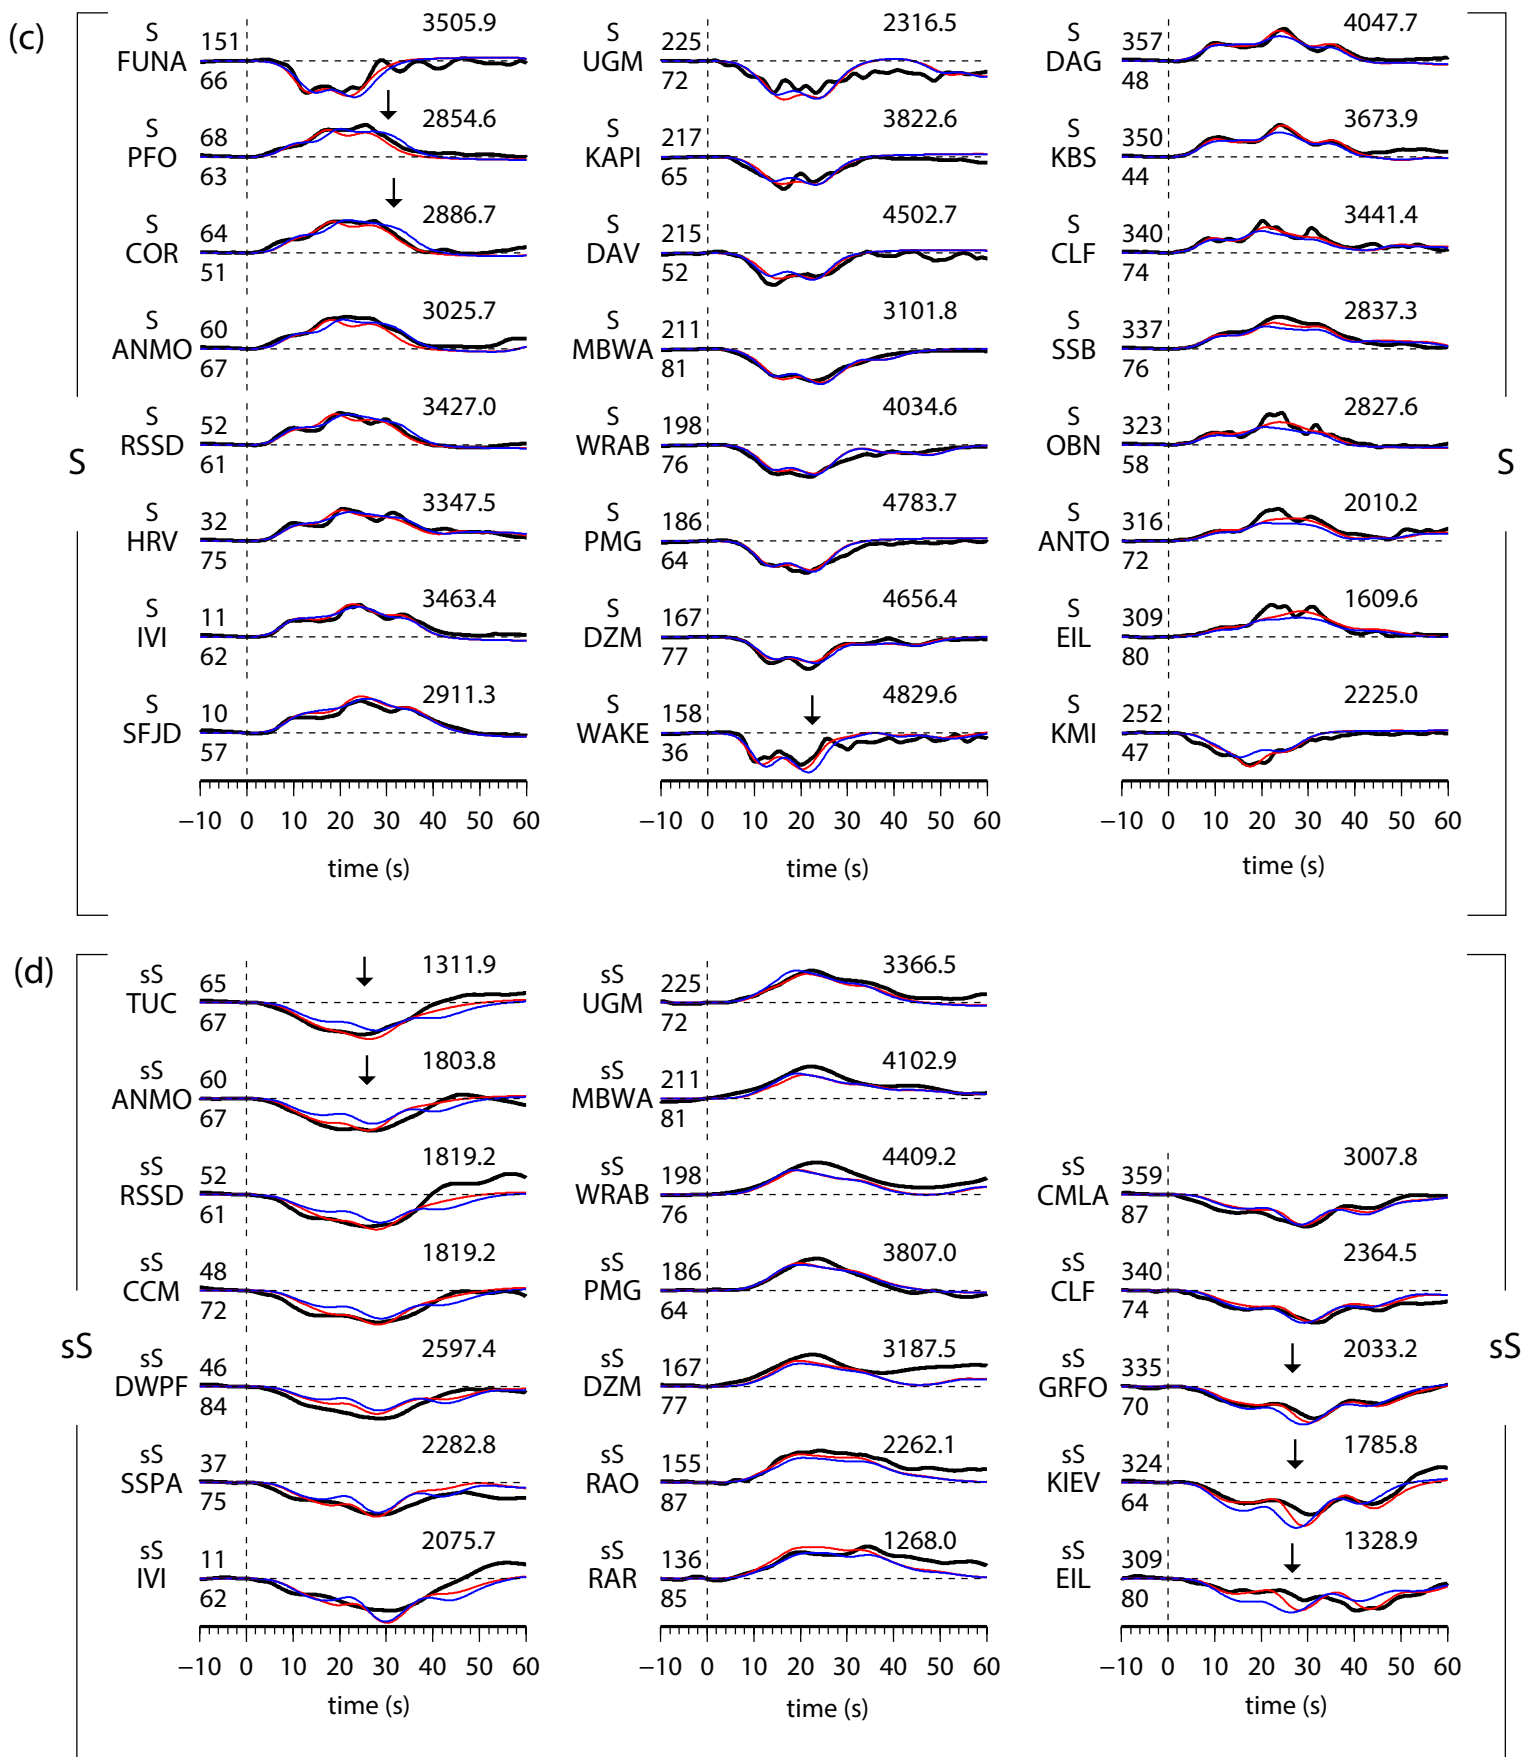 (c)
S
S
S 151 3505.9
FUNA 66
S 68 2854.6
PFO 63
S 64 2886.7
COR 51
S 60 3025.7
ANMO 67
S 52 3427.0
RSSD 61
S 32 3347.5
HRV 75
S 11 3463.4
IVI 62
S 10 2911.3
SFJD 57
−10 0 10 20 30 40 50 60
time (s)
S 225 2316.5
UGM 72
S 217 3822.6
KAPI 65
S 215 4502.7
DAV 52
S 211 3101.8
MBWA 81
S 198 4034.6
WRAB 76
S 186 4783.7
PMG 64
S 167 4656.4
DZM 77
S 158 4829.6
WAKE 36
−10 0 10 20 30 40 50 60
time (s)
S 357 4047.7
DAG 48
S 350 3673.9
KBS 44
S 340 3441.4
CLF 74
S 337 2837.3
SSB 76
S 323 2827.6
OBN 58
S 316 2010.2
ANTO 72
S 309 1609.6
EIL 80
S 252 2225.0
KMI 47
−10 0 10 20 30 40 50 60
time (s)
(d)
sS
sS
sS 65 1311.9
TUC 67
sS 60 1803.8
ANMO 67
sS 52 1819.2
RSSD 61
sS 48 1819.2
CCM 72
sS 46 2597.4
DWPF 84
sS 37 2282.8
SSPA 75
sS 11 2075.7
IVI 62
−10 0 10 20 30 40 50 60
time (s)
sS 225 3366.5
UGM 72
sS 211 4102.9
MBWA 81
sS 198 4409.2
WRAB 76
sS 186 3807.0
PMG 64
sS 167 3187.5
DZM 77
sS 155 2262.1
RAO 87
sS 136 1268.0
RAR 85
−10 0 10 20 30 40 50 60
time (s)
sS 359 3007.8
CMLA 87
sS 340 2364.5
CLF 74
sS 335 2033.2
GRFO 70
sS 324 1785.8
KIEV 64
sS 309 1328.9
EIL 80
−10 0 10 20 30 40 50 60
time (s)